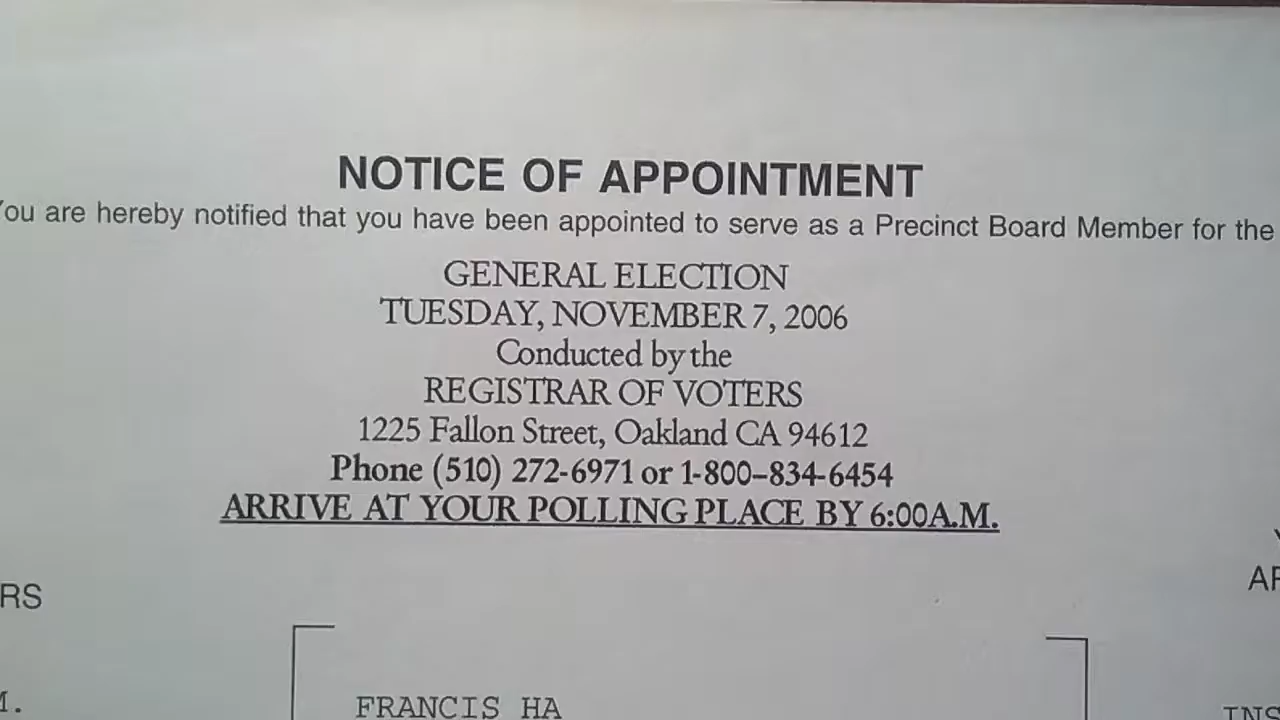 NOTICE OF APPOINTMENT
You are hereby notified that you have been appointed to serve as a Precinct Board Member for the
GENERAL ELECTION
TUESDAY, NOVEMBER 7, 2006
Conducted by the
REGISTRAR OF VOTERS
1225 Fallon Street, Oakland CA 94612
Phone (510) 272-6971 or 1-800-834-6454
ARRIVE AT YOUR POLLING PLACE BY 6:00A.M.
RS
FRANCIS HA